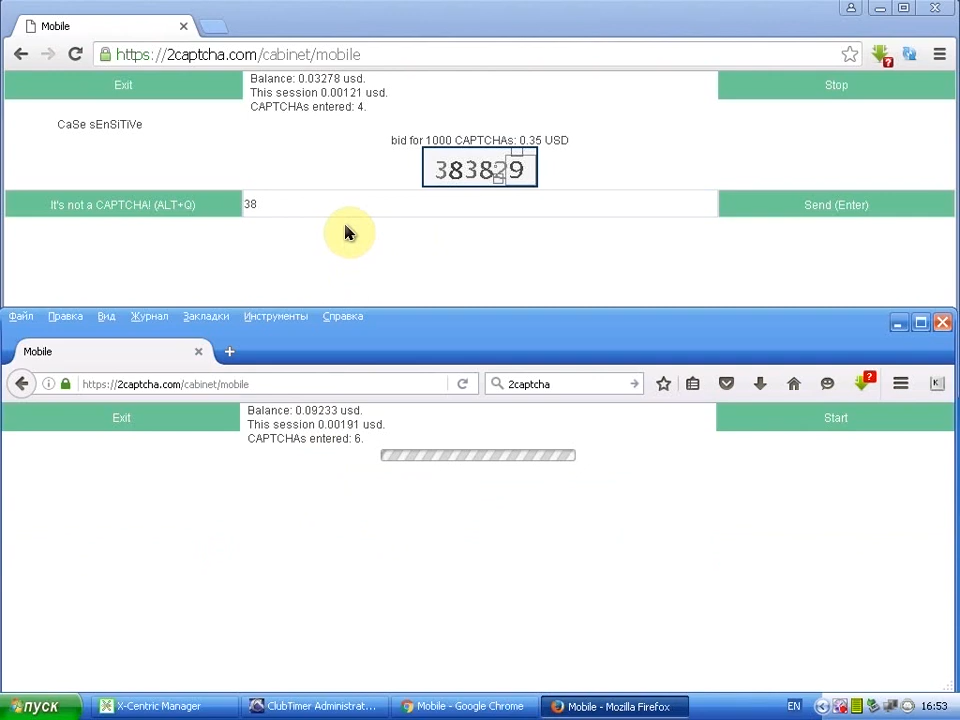 Mobile
https://2captcha.com/cabinet/mobile
Exit
Balance: 0.03278 usd.
This session 0.00121 usd.
CAPTCHAs entered: 4.
Stop
CaSe sEnSiTiVe
bid for 1000 CAPTCHAs: 0.35 USD
383829
It's not a CAPTCHA! (ALT+Q)
38
Send (Enter)
Файл Правка Вид Журнал Закладки Инструменты Справка
Mobile
https://2captcha.com/cabinet/mobile
2captcha
Exit
Balance: 0.09233 usd.
This session 0.00191 usd.
CAPTCHAs entered: 6.
Start
пуск
X-Centric Manager
ClubTimer Administrat...
Mobile - Google Chrome
Mobile - Mozilla Firefox
EN
16:53